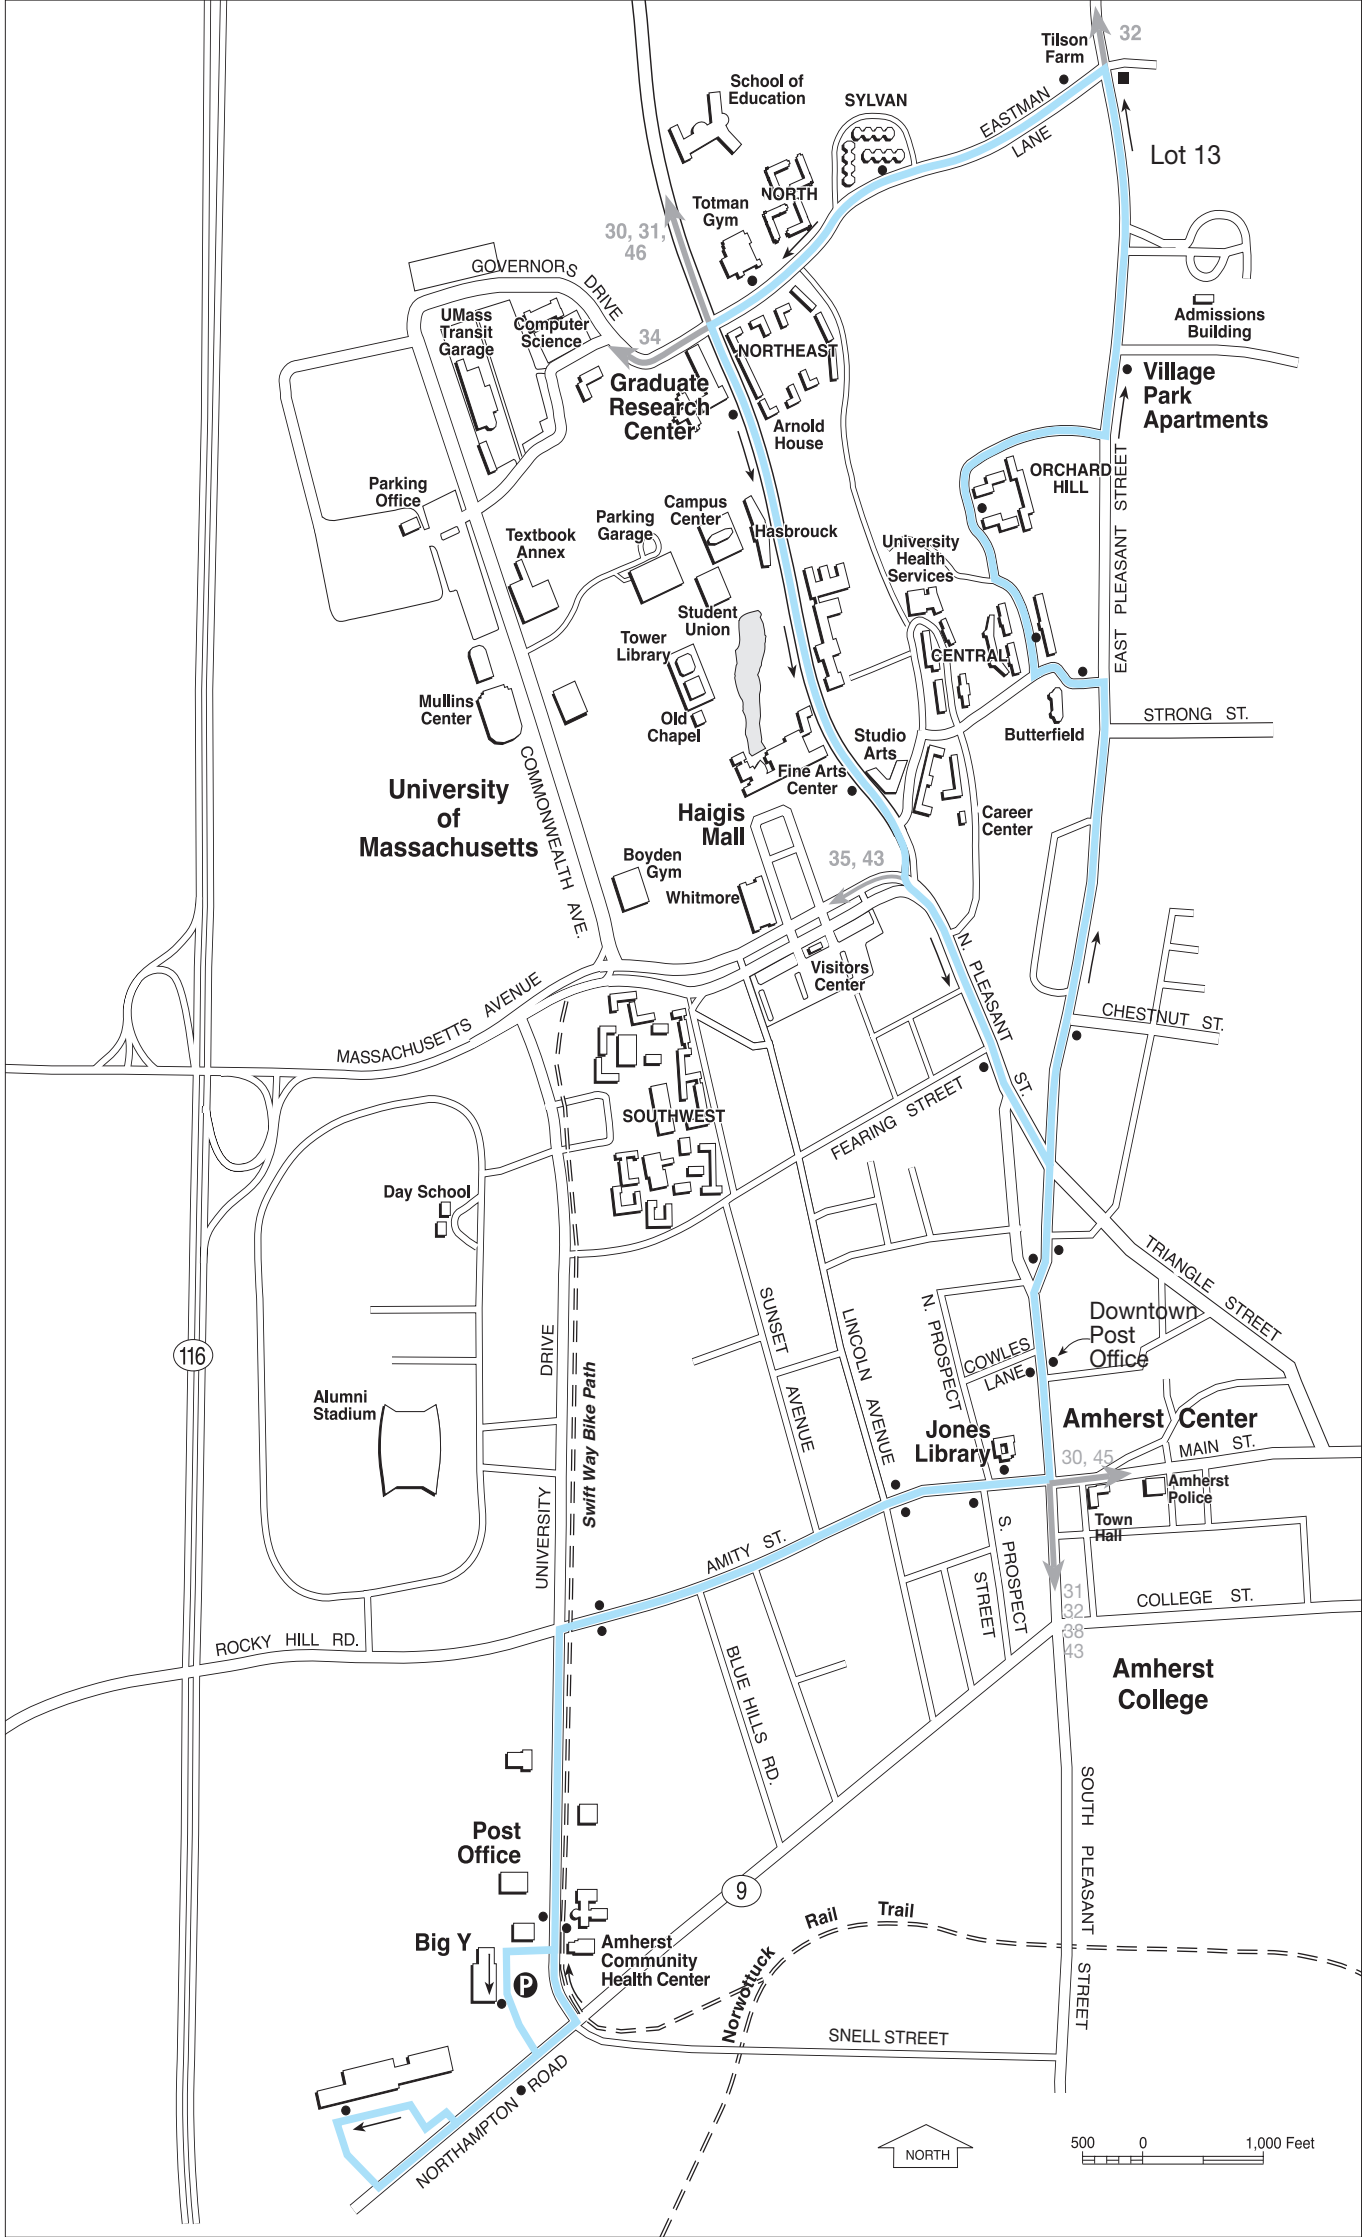 32
Tilson
Farm
School of
Education
SYLVAN
EASTMAN
LANE
Lot 13
NORTH
Totman
Gym
30, 31,
46
GOVERNORS DRIVE
UMass
Transit
Garage
Computer
Science
34
NORTHEAST
Admissions
Building
Graduate
Research
Center
Village
Park
Apartments
Arnold
House
ORCHARD
HILL
EAST PLEASANT STREET
Parking
Office
Campus
Center
Parking
Garage
Textbook
Annex
Hasbrouck
University
Health
Services
Student
Union
Tower
Library
CENTRAL
Mullins
Center
Old
Chapel
Studio
Arts
Butterfield
STRONG ST.
Fine Arts
Center
University
of
Massachusetts
COMMONWEALTH AVE.
Haigis
Mall
Career
Center
Boyden
Gym
35, 43
Whitmore
N. PLEASANT ST.
Visitors
Center
MASSACHUSETTS AVENUE
CHESTNUT ST.
SOUTHWEST
FEARING STREET
Day School
TRIANGLE STREET
SUNSET AVENUE
LINCOLN AVENUE
N. PROSPECT
Downtown
Post
Office
COWLES
LANE
116
UNIVERSITY DRIVE
Swift Way Bike Path
Alumni
Stadium
Jones
Library
Amherst Center
MAIN ST.
30, 45
Amherst
Police
Town
Hall
AMITY ST.
S. PROSPECT
STREET
31
32
38
43
COLLEGE ST.
ROCKY HILL RD.
BLUE HILLS RD.
Amherst
College
SOUTH PLEASANT STREET
Post
Office
9
Norwottuck Rail Trail
Big Y
Amherst
Community
Health Center
P
SNELL STREET
NORTHAMPTON ROAD
NORTH
500 0 1,000 Feet